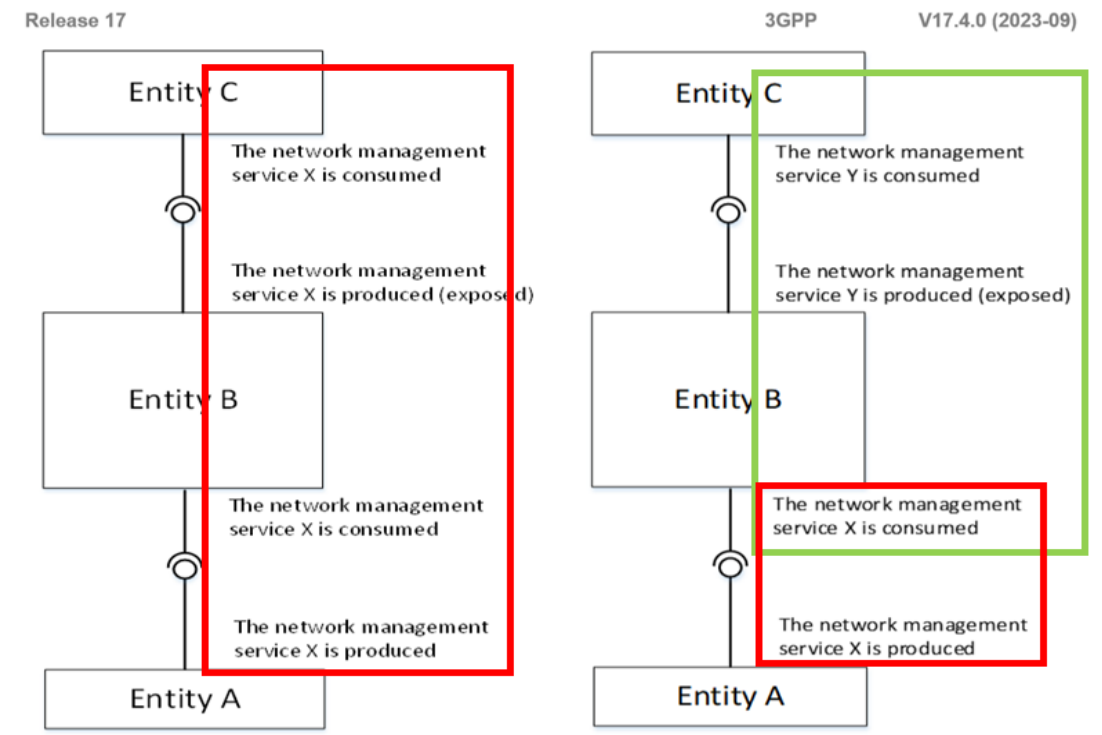 Release 17
3GPP
V17.4.0 (2023-09)
Entity C
The network management
service X is consumed
The network management
service X is produced (exposed)
Entity B
The network management
service X is consumed
The network management
service X is produced
Entity A
Entity C
The network management
service Y is consumed
The network management
service Y is produced (exposed)
Entity B
The network management
service X is consumed
The network management
service X is produced
Entity A